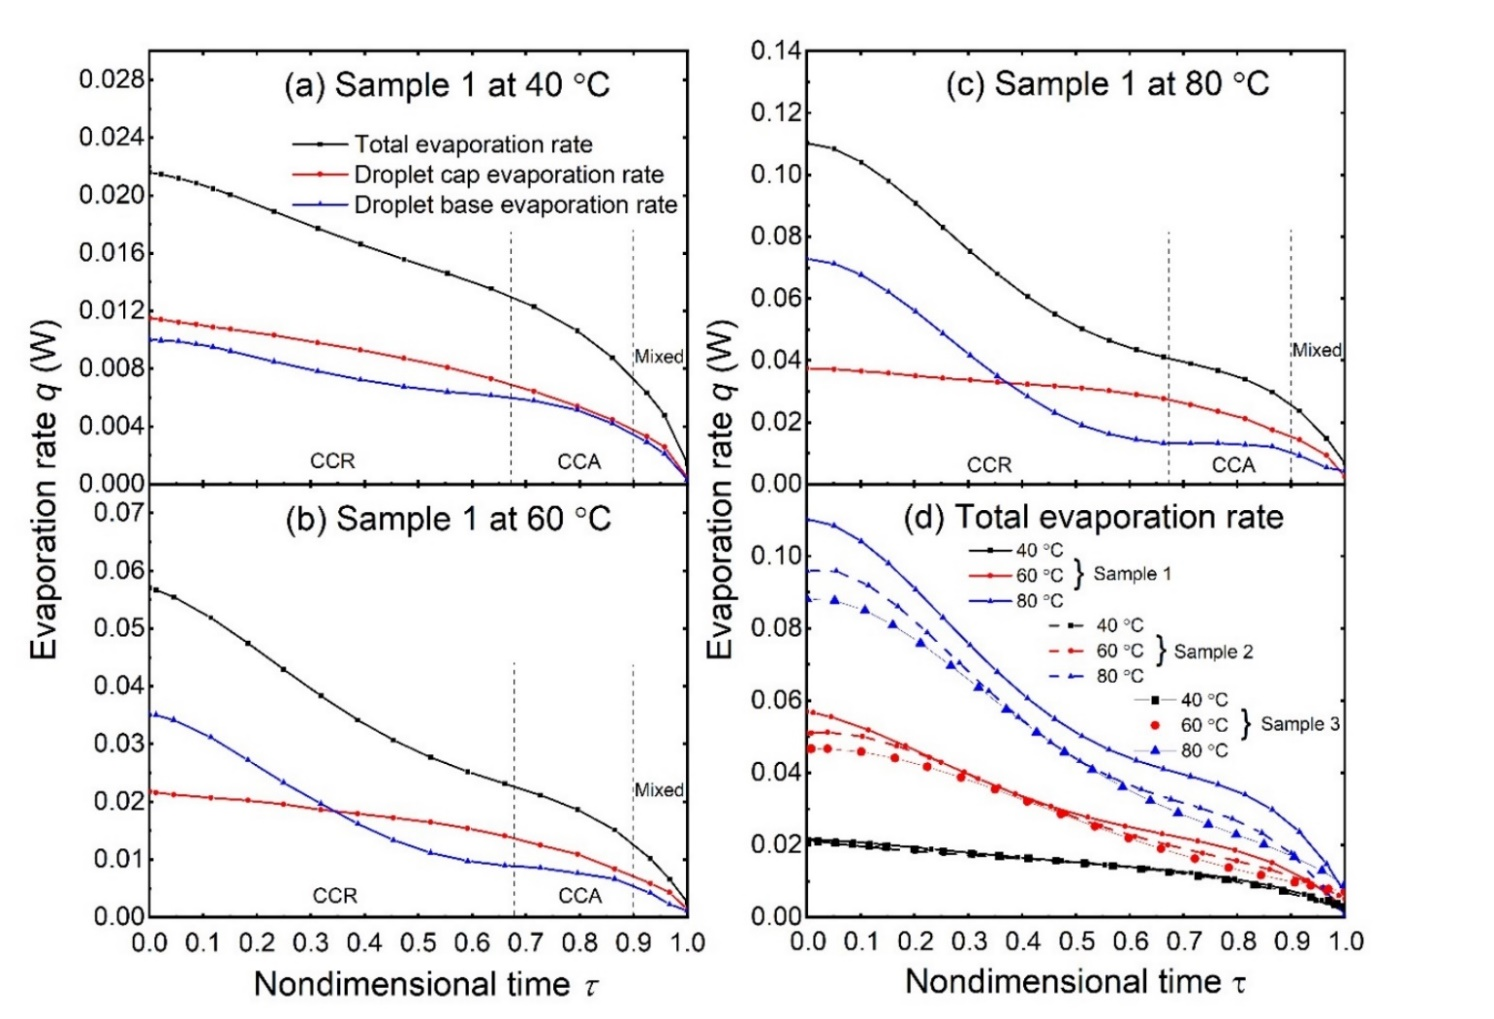 Evaporation rate q (W)
(a) Sample 1 at 40 °C
0.028
0.024
0.020
0.016
0.012
0.008
0.004
0.000
Total evaporation rate
Droplet cap evaporation rate
Droplet base evaporation rate
Mixed
CCR
CCA
(b) Sample 1 at 60 °C
0.07
0.06
0.05
0.04
0.03
0.02
0.01
0.00
Mixed
CCR
CCA
0.0 0.1 0.2 0.3 0.4 0.5 0.6 0.7 0.8 0.9 1.0
Nondimensional time τ
Evaporation rate q (W)
(c) Sample 1 at 80 °C
0.14
0.12
0.10
0.08
0.06
0.04
0.02
0.00
Mixed
CCR
CCA
(d) Total evaporation rate
0.10
0.08
0.06
0.04
0.02
0.00
40 °C
60 °C } Sample 1
80 °C
40 °C
60 °C } Sample 2
80 °C
40 °C
60 °C } Sample 3
80 °C
0.0 0.1 0.2 0.3 0.4 0.5 0.6 0.7 0.8 0.9 1.0
Nondimensional time τ